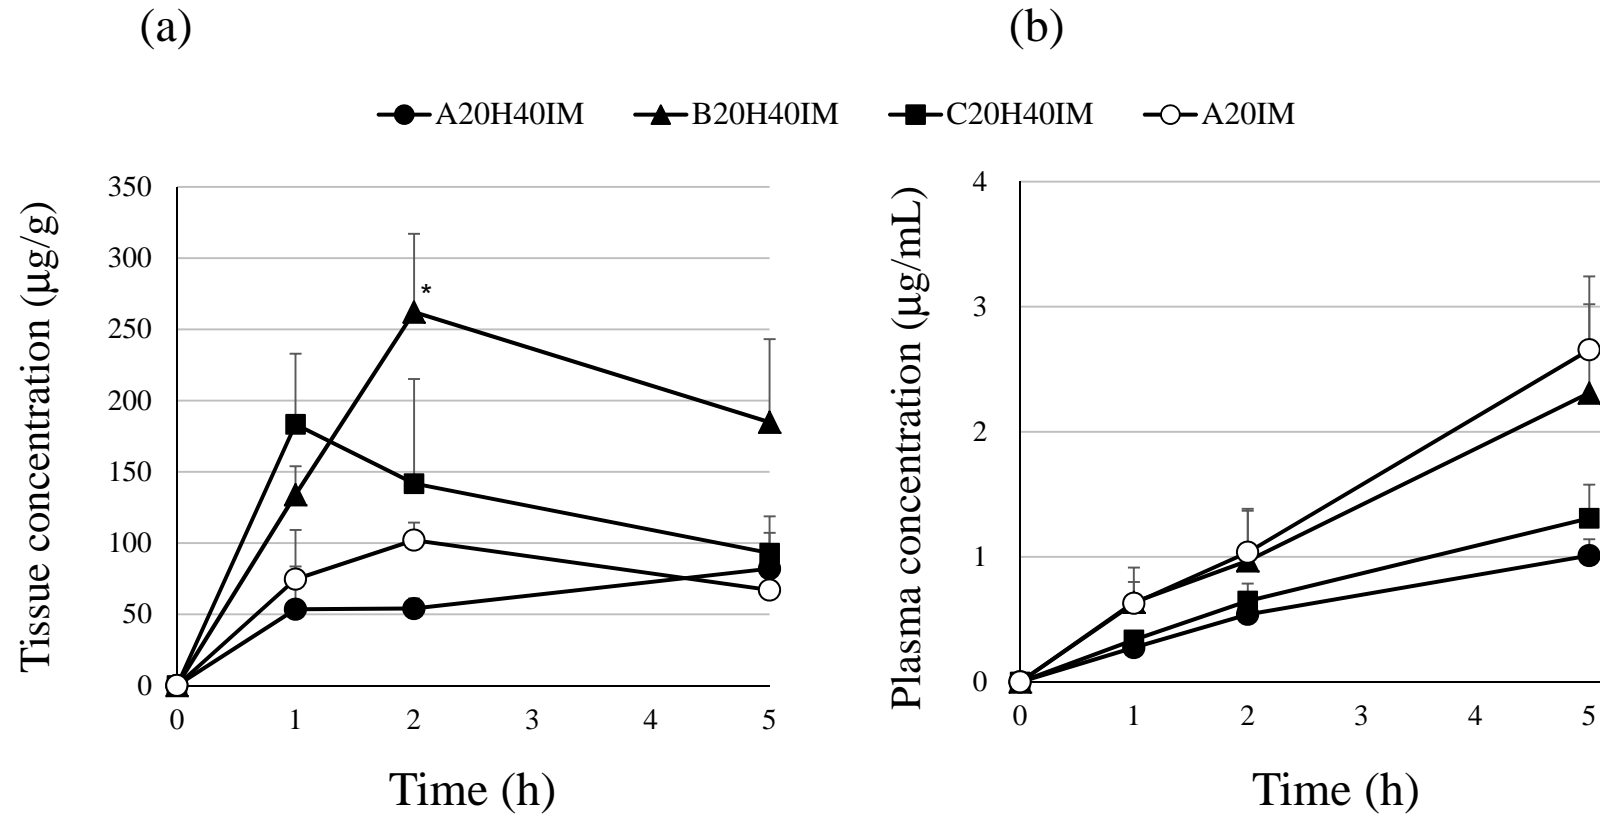 (a) (b)
A20H40IM B20H40IM C20H40IM A20IM
Tissue concentration (µg/g)
350
300
250
200
150
100
50
0
*
0 1 2 3 4 5
Time (h)
Plasma concentration (µg/mL)
4
3
2
1
0
0 1 2 3 4 5
Time (h)